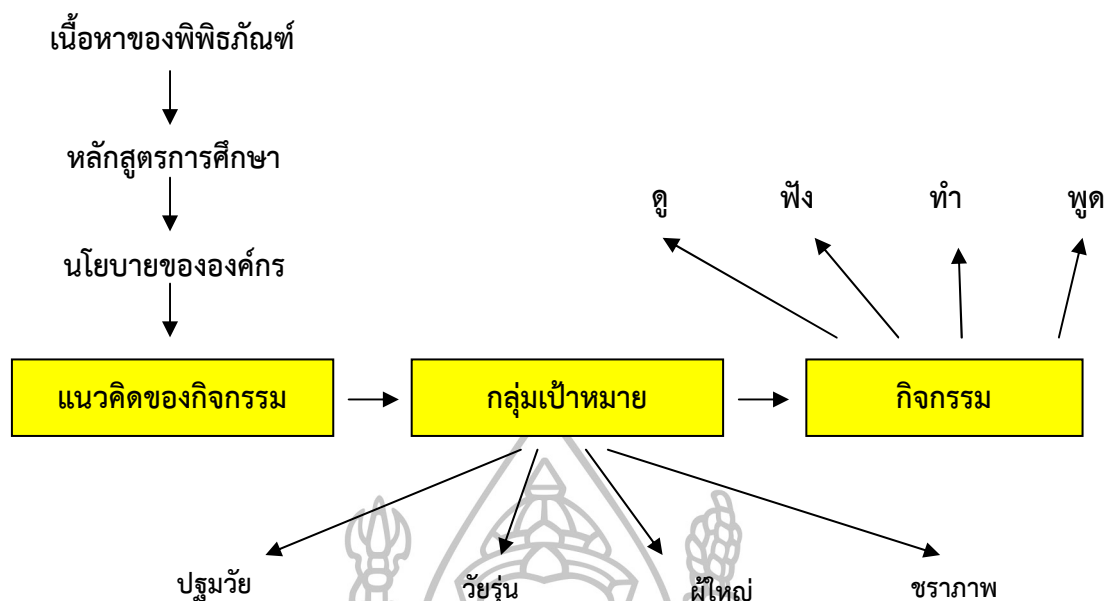 เนื้อหาของพิพิธภัณฑ์
หลักสูตรการศึกษา
นโยบายขององค์กร
ดู ฟัง ทำ พูด
แนวคิดของกิจกรรม กลุ่มเป้าหมาย กิจกรรม
ปฐมวัย วัยรุ่น ผู้ใหญ่ ชราภาพ